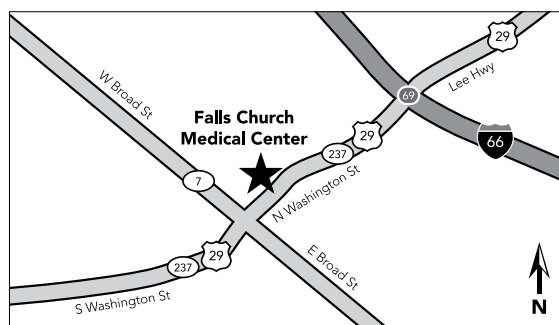 29
Lee Hwy
W Broad St
69
Falls Church
Medical Center
29
237
66
7
N Washington St
29
237
E Broad St
S Washington St
N